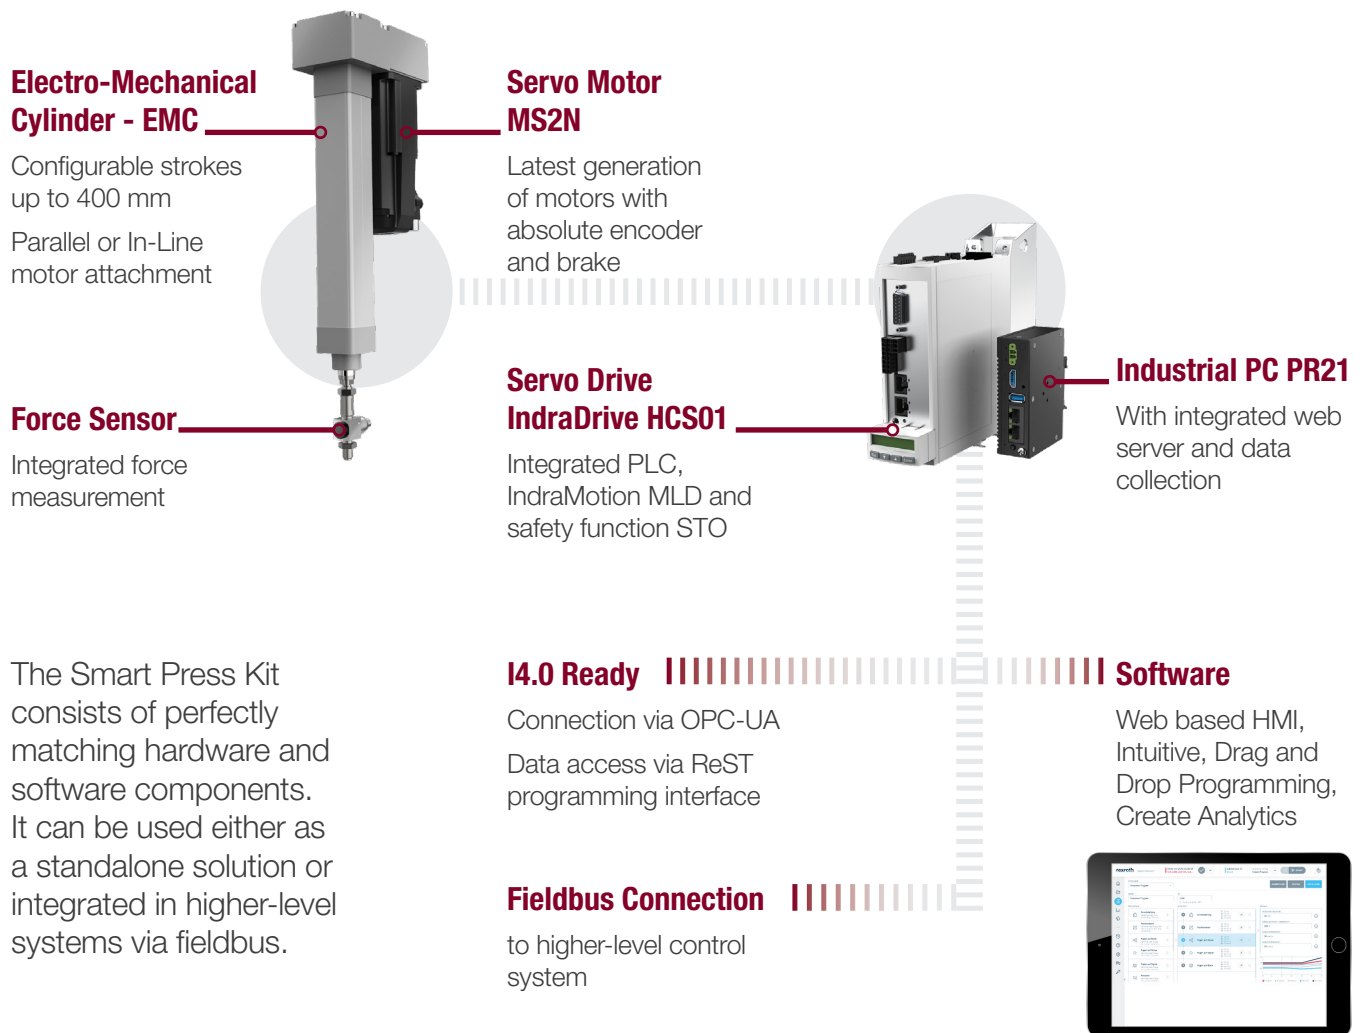 Electro-Mechanical
Cylinder - EMC
Configurable strokes
up to 400 mm
Parallel or In-Line
motor attachment
Servo Motor
MS2N
Latest generation
of motors with
absolute encoder
and brake
Force Sensor
Integrated force
measurement
Servo Drive
IndraDrive HCS01
Integrated PLC,
IndraMotion MLD and
safety function STO
Industrial PC PR21
With integrated web
server and data
collection
The Smart Press Kit
consists of perfectly
matching hardware and
software components.
It can be used either as
a standalone solution or
integrated in higher-level
systems via fieldbus.
I4.0 Ready
Connection via OPC-UA
Data access via ReST
programming interface
Fieldbus Connection
to higher-level control
system
Software
Web based HMI,
Intuitive, Drag and
Drop Programming,
Create Analytics
rexroth